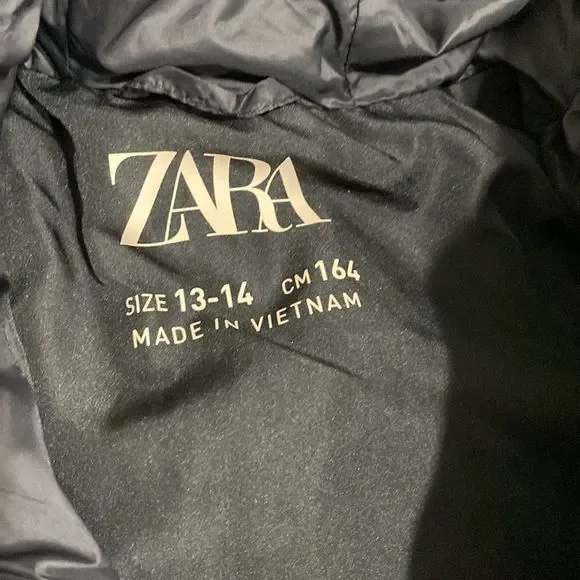 ZARA
SIZE 13-14 CM 164
MADE IN VIETNAM